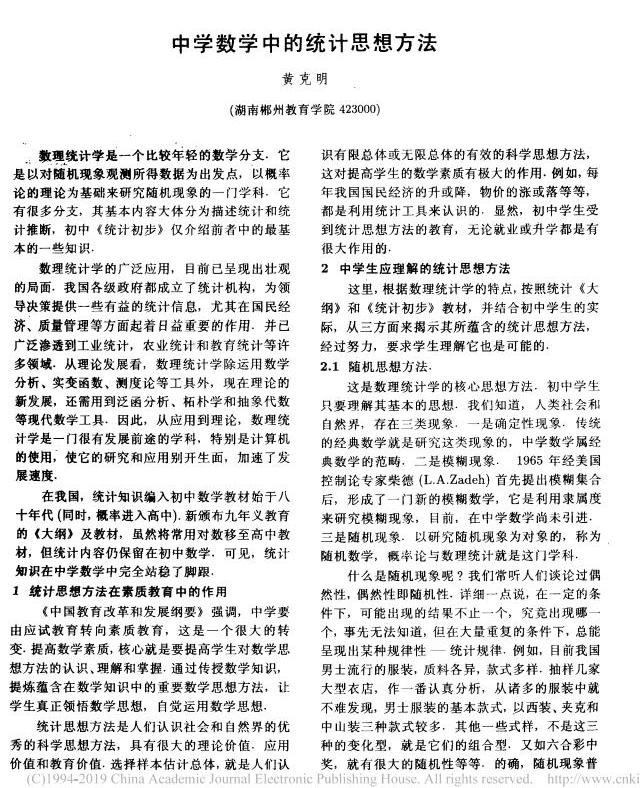 中学数学中的统计思想方法
黄克明
(湖南郴州教育学院 423000)
数理统计学是一个比较年轻的数学分支. 它
是以对随机现象观测所得数据为出发点, 以概率
论的理论为基础来研究随机现象的一门学科. 它
有很多分支, 其基本内容大体分为描述统计和统
计推断, 初中《统计初步》仅介绍前者中的最基
本的一些知识.
数理统计学的广泛应用, 目前已呈现出壮观
的局面. 我国各级政府都成立了统计机构, 为领
导决策提供一些有益的统计信息, 尤其在国民经
济、质量管理等方面起着日益重要的作用. 并已
广泛渗透到工业统计, 农业统计和教育统计等许
多领域. 从理论发展看, 数理统计学除运用数学
分析、实变函数、测度论等工具外, 现在理论的
新发展, 还需用到泛函分析、拓朴学和抽象代数
等现代数学工具. 因此, 从应用到理论, 数理统
计学是一门很有发展前途的学科, 特别是计算机
的使用, 使它的研究和应用别开生面, 加速了发
展速度.
在我国, 统计知识编入初中数学教材始于八
十年代 (同时, 概率进入高中). 新颁布九年义教育
的《大纲》及教材, 虽然将常用对数移至高中教
材, 但统计内容仍保留在初中数学. 可见, 统计
知识在中学数学中完全站稳了脚跟.
1 统计思想方法在素质教育中的作用
《中国教育改革和发展纲要》强调, 中学要
由应试教育转向素质教育, 这是一个很大的转
变. 提高数学素质, 核心就是要提高学生对数学思
想方法的认识、理解和掌握. 通过传授数学知识,
提炼蕴含在数学知识中的重要数学思想方法, 让
学生真正领悟数学思想, 自觉运用数学思想.
统计思想方法是人们认识社会和自然界的优
秀的科学思想方法, 具有很大的理论价值. 应用
价值和教育价值. 选择样本估计总体, 就是人们认
识有限总体或无限总体的有效的科学思想方法,
这对提高学生的数学素质有极大的作用. 例如, 每
年我国国民经济的升或降, 物价的涨或落等等,
都是利用统计工具来认识的. 显然, 初中学生受
到统计思想方法的教育, 无论就业或升学都是有
很大作用的.
2 中学生应理解的统计思想方法
这里, 根据数理统计学的特点, 按照统计《大
纲》和《统计初步》教材, 并结合初中学生的实
际, 从三方面来揭示其所蕴含的统计思想方法,
经过努力, 要求学生理解它也是可能的.
2.1 随机思想方法.
这是数理统计学的核心思想方法. 初中学生
只要理解其基本的思想. 我们知道, 人类社会和
自然界, 存在三类现象. 一是确定性现象. 传统
的经典数学就是研究这类现象的, 中学数学属经
典数学的范畴. 二是模糊现象. 1965 年经美国
控制论专家柴德 (L.A.Zadeh) 首先提出模糊集合
后, 形成了一门新的模糊数学, 它是利用隶属度
来研究模糊现象, 目前, 在中学数学尚未引进.
三是随机现象. 以研究随机现象为对象的, 称为
随机数学, 概率论与数理统计就是这门学科.
什么是随机现象呢? 我们常听人们谈论过偶
然性, 偶然性即随机性. 详细一点说, 在一定的条
件下, 可能出现的结果不止一个, 究竟出现哪一
个, 事先无法知道, 但在大量重复的条件下, 总能
呈现出某种规律性 — 统计规律. 例如, 目前我国
男士流行的服装, 质料各异, 款式多样. 抽样几家
大型衣店, 作一番认真分析, 从诸多的服装中就
不难发现, 男士服装的基本款式, 以西装、夹克和
中山装三种款式较多. 其他一些式样, 不是这三
种的变化型, 就是它们的组合型. 又如六合彩中
奖, 就有很大的随机性等等. 的确, 随机现象普
(C)1994-2019 China Academic Journal Electronic Publishing House. All rights reserved. http://www.cnki